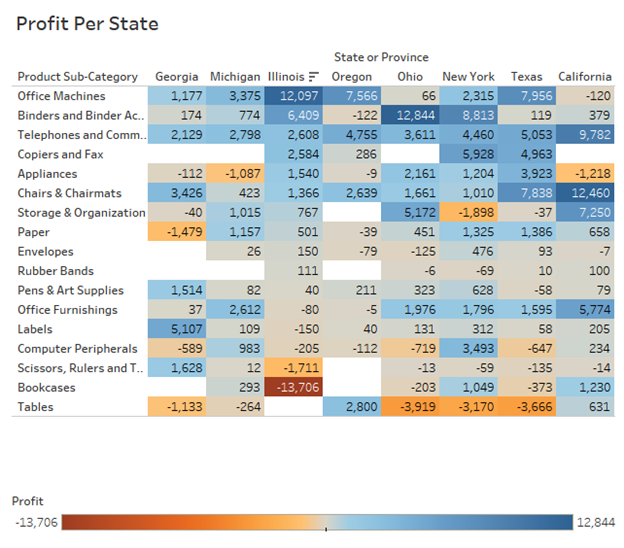 Profit Per State
State or Province
Product Sub-Category Georgia Michigan Illinois Oregon Ohio New York Texas California
Office Machines 1,177 3,375 12,097 7,566 66 2,315 7,956 -120
Binders and Binder Ac.. 174 774 6,409 -122 12,844 8,813 119 379
Telephones and Comm.. 2,129 2,798 2,608 4,755 3,611 4,460 5,053 9,782
Copiers and Fax 2,584 286 5,928 4,963
Appliances -112 -1,087 1,540 -9 2,161 1,204 3,923 -1,218
Chairs & Chairmats 3,426 423 1,366 2,639 1,661 1,010 7,838 12,460
Storage & Organization -40 1,015 767 5,172 -1,898 -37 7,250
Paper -1,479 1,157 501 -39 451 1,325 1,386 658
Envelopes 26 150 -79 -125 476 93 -7
Rubber Bands 111 -6 -69 10 100
Pens & Art Supplies 1,514 82 40 211 323 628 -58 79
Office Furnishings 37 2,612 -80 -5 1,976 1,796 1,595 5,774
Labels 5,107 109 -150 40 131 312 58 205
Computer Peripherals -589 983 -205 -112 -719 3,493 -647 234
Scissors, Rulers and T.. 1,628 12 -1,711 -13 -59 -135 -14
Bookcases 293 -13,706 -203 1,049 -373 1,230
Tables -1,133 -264 2,800 -3,919 -3,170 -3,666 631
Profit
-13,706 12,844